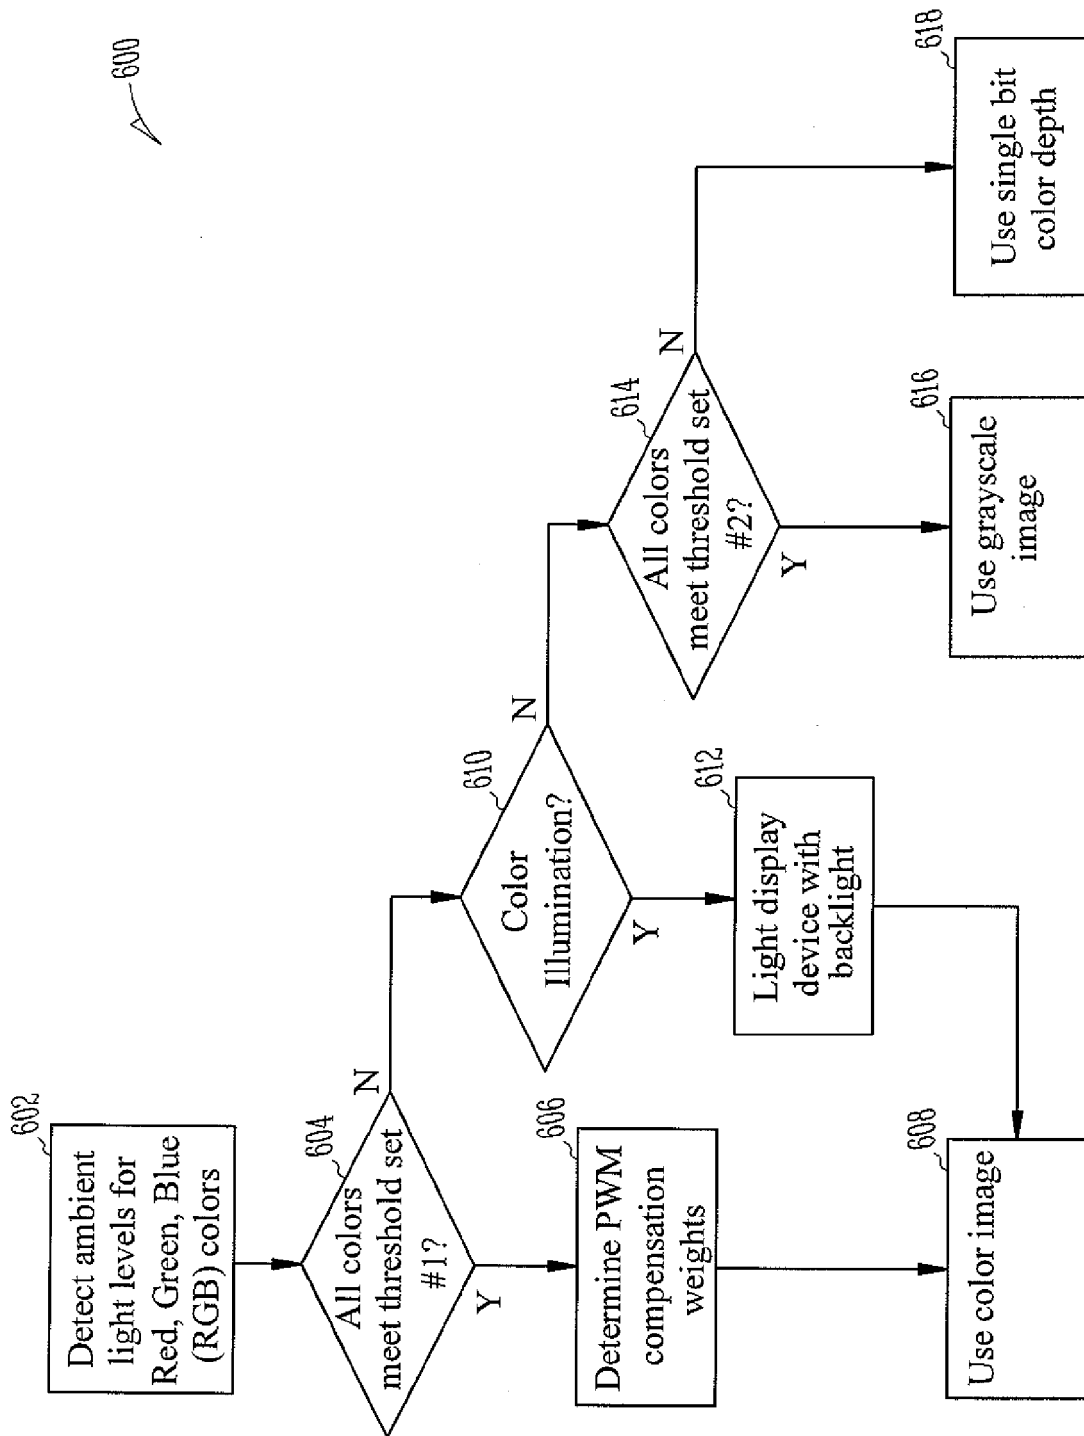 600
602
Detect ambient
light levels for
Red, Green, Blue
(RGB) colors
604
All colors
meet threshold set
#1?
Y
N
606
Determine PWM
compensation
weights
608
Use color image
610
Color
Illumination?
Y
N
612
Light display
device with
backlight
614
All colors
meet threshold set
#2?
Y
N
616
Use grayscale
image
618
Use single bit
color depth